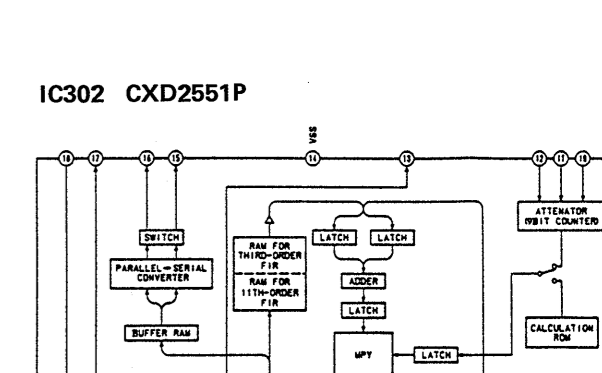 IC302 CXD2551P
VSS
18 17 16 15 14 13 12 11 10
ATTENATOR
(9BIT COUNTER)
SWITCH
RAM FOR
THIRD-ORDER
FIR
LATCH
LATCH
PARALLEL-SERIAL
CONVERTER
RAM FOR
11TH-ORDER
FIR
ADDER
LATCH
BUFFER RAM
CALCULATION
ROM
MPY
LATCH